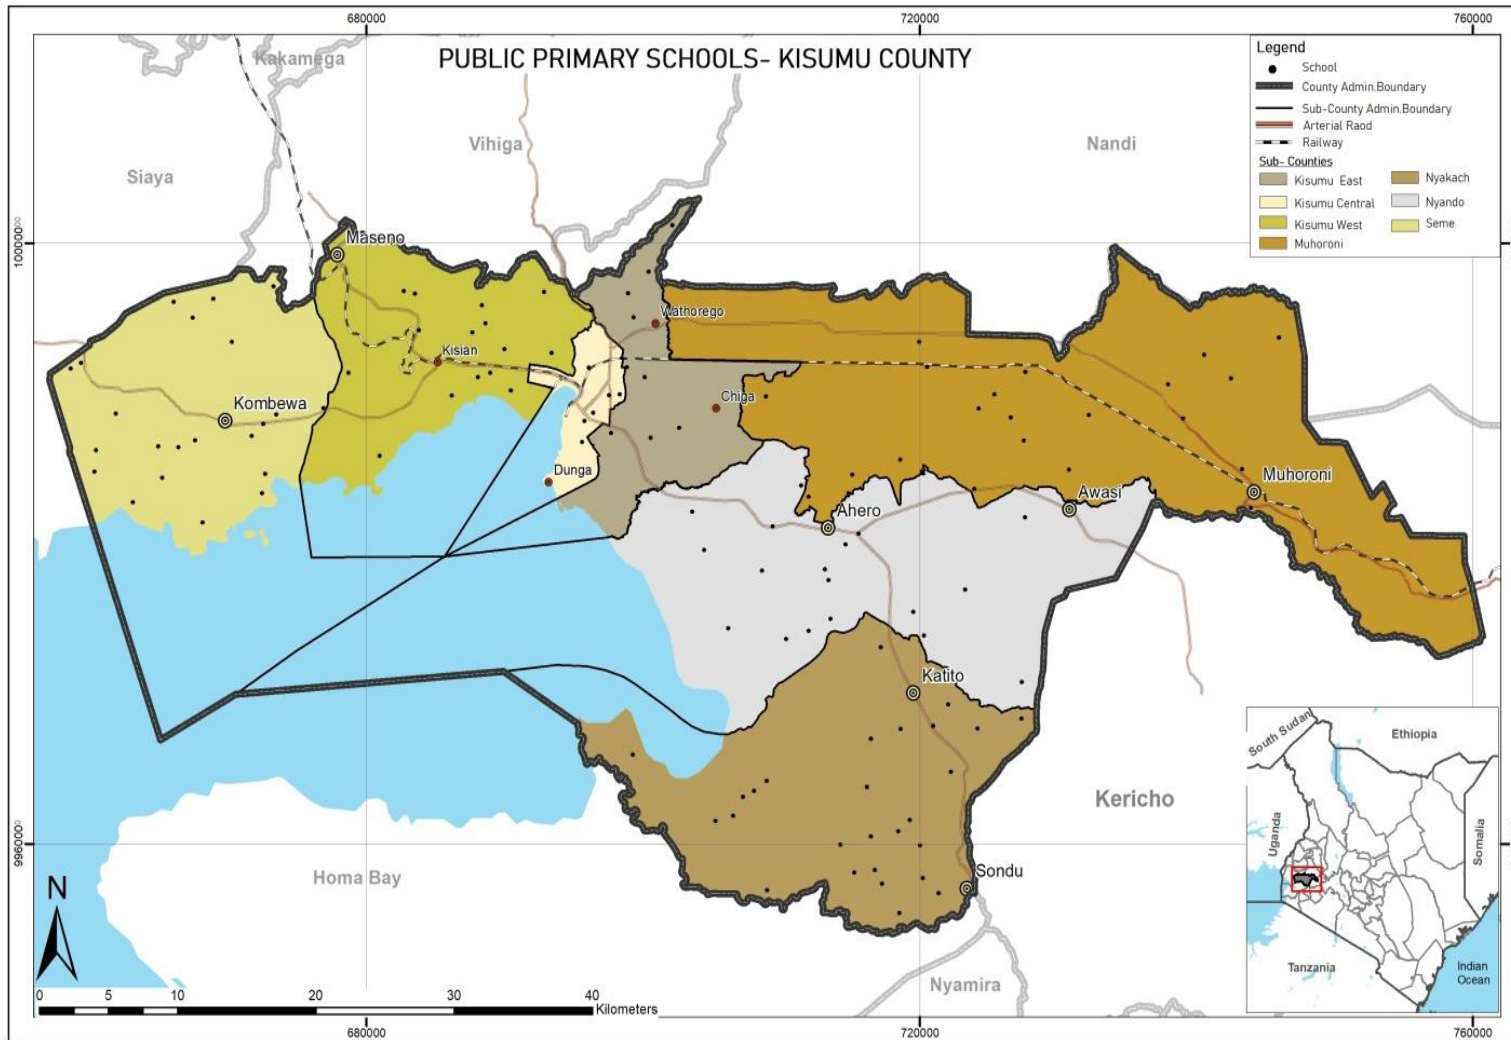 680000
720000
760000
PUBLIC PRIMARY SCHOOLS- KISUMU COUNTY
Legend
School
County Admin.Boundary
Sub-County Admin.Boundary
Arterial Raod
Railway
Sub- Counties
Kisumu East
Kisumu Central
Kisumu West
Muhoroni
Nyakach
Nyando
Seme
Kakamega
Vihiga
Nandi
Siaya
1000000
Maseno
Wathorego
Kisian
Kombewa
Chiga
Dunga
Ahero
Awasi
Muhoroni
Katito
Sondu
Kericho
Homa Bay
Nyamira
9960000
N
0 5 10 20 30 40
Kilometers
South Sudan
Ethiopia
Uganda
Somalia
Tanzania
Indian
Ocean
680000
720000
760000